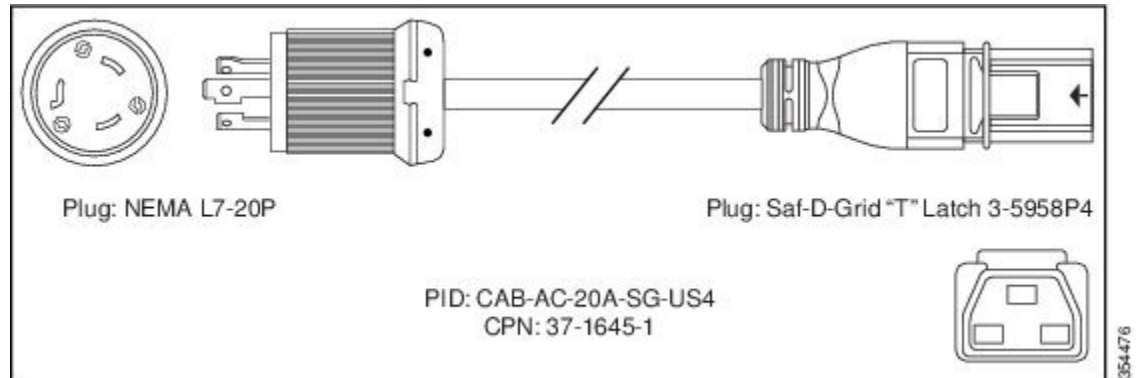 Plug: NEMA L7-20P
Plug: Saf-D-Grid “T” Latch 3-5958P4
PID: CAB-AC-20A-SG-US4
CPN: 37-1645-1
354476